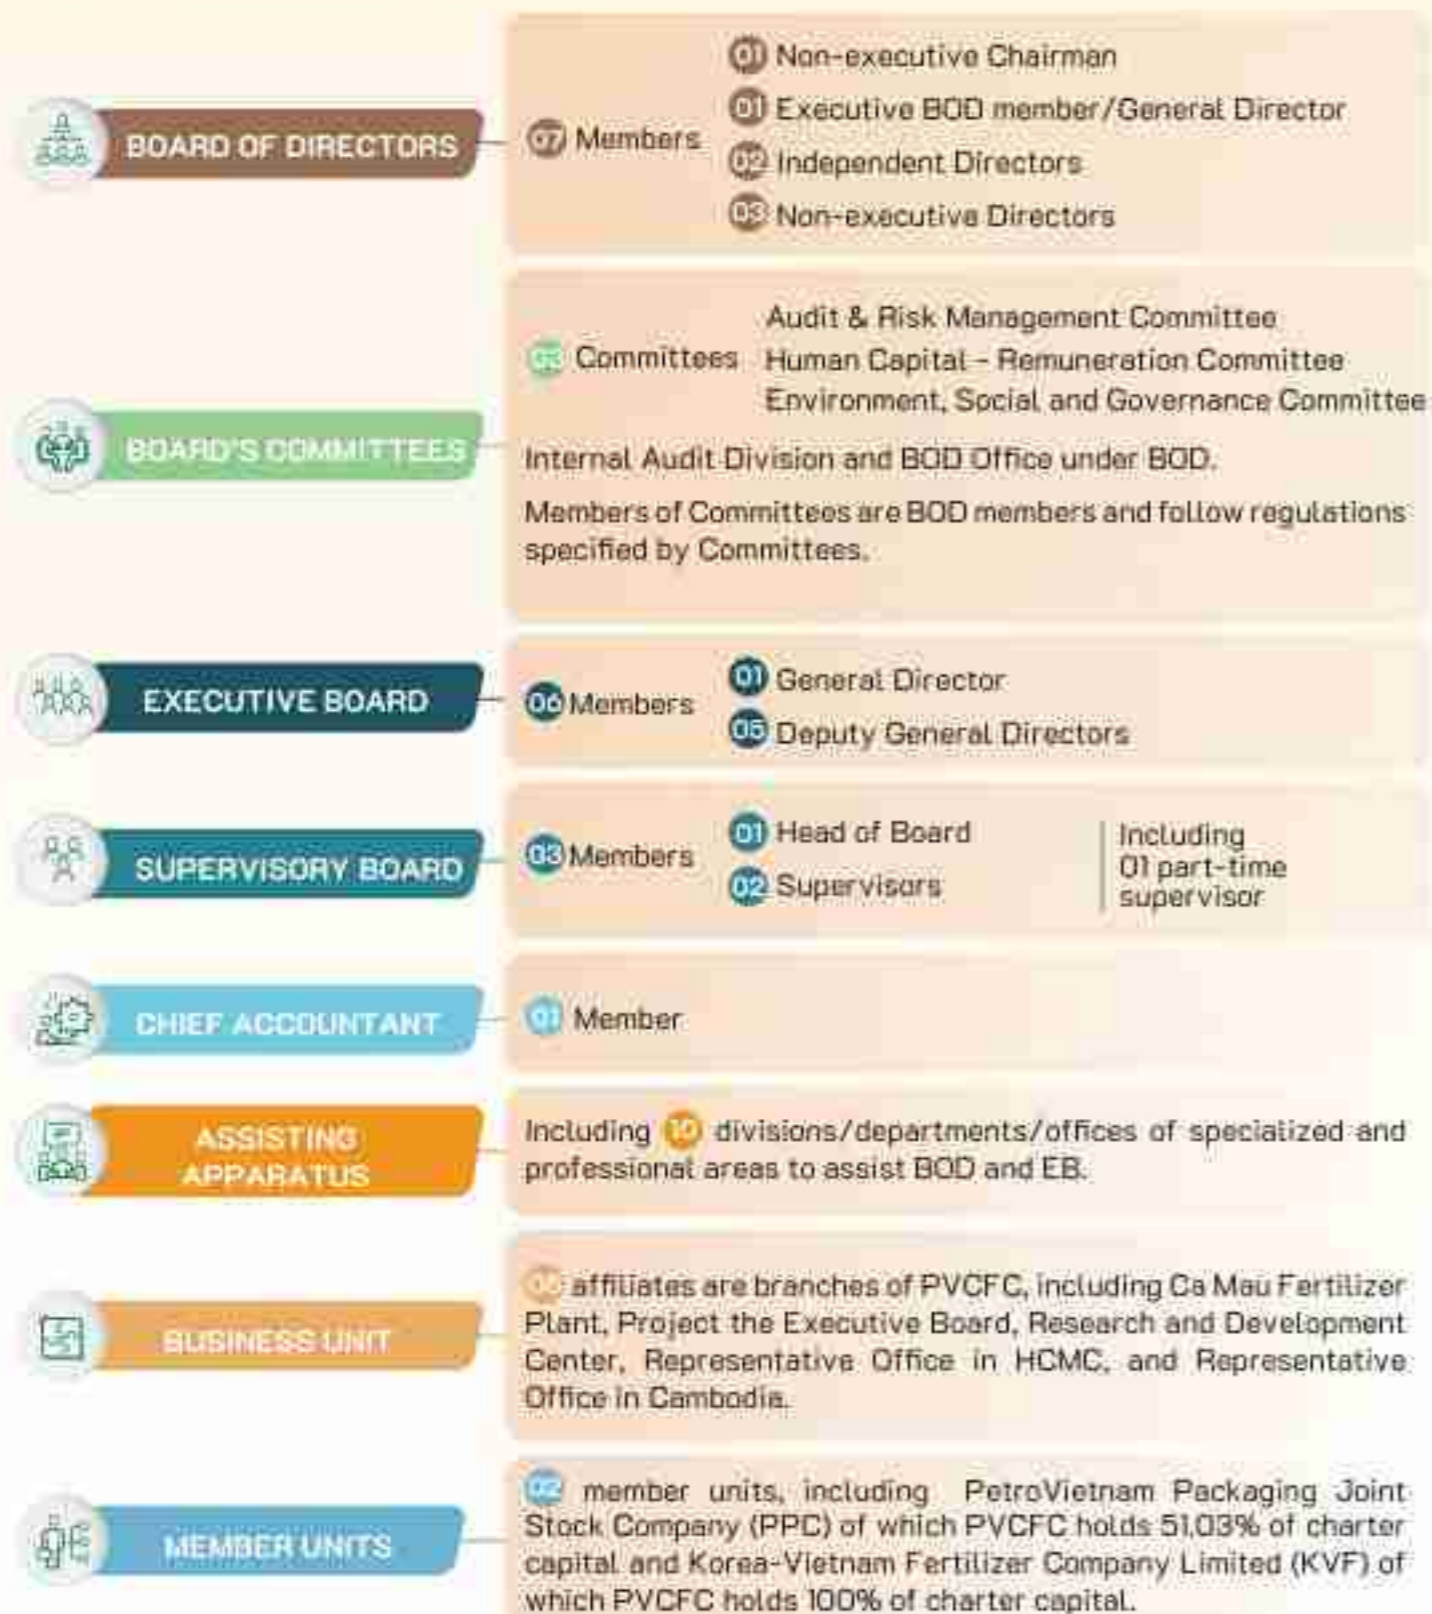 BOARD OF DIRECTORS
07 Members
01 Non-executive Chairman
01 Executive BOD member/General Director
02 Independent Directors
03 Non-executive Directors
BOARD'S COMMITTEES
03 Committees
Audit & Risk Management Committee
Human Capital - Remuneration Committee
Environment, Social and Governance Committee
Internal Audit Division and BOD Office under BOD.
Members of Committees are BOD members and follow regulations
specified by Committees.
EXECUTIVE BOARD
06 Members
01 General Director
05 Deputy General Directors
SUPERVISORY BOARD
03 Members
01 Head of Board
02 Supervisors
Including
01 part-time
supervisor
CHIEF ACCOUNTANT
01 Member
ASSISTING
APPARATUS
Including 10 divisions/departments/offices of specialized and
professional areas to assist BOD and EB.
BUSINESS UNIT
05 affiliates are branches of PVCFC, including Ca Mau Fertilizer
Plant, Project the Executive Board, Research and Development
Center, Representative Office in HCMC, and Representative
Office in Cambodia.
MEMBER UNITS
02 member units, including PetroVietnam Packaging Joint
Stock Company (PPC) of which PVCFC holds 51,03% of charter
capital and Korea-Vietnam Fertilizer Company Limited (KVF) of
which PVCFC holds 100% of charter capital.